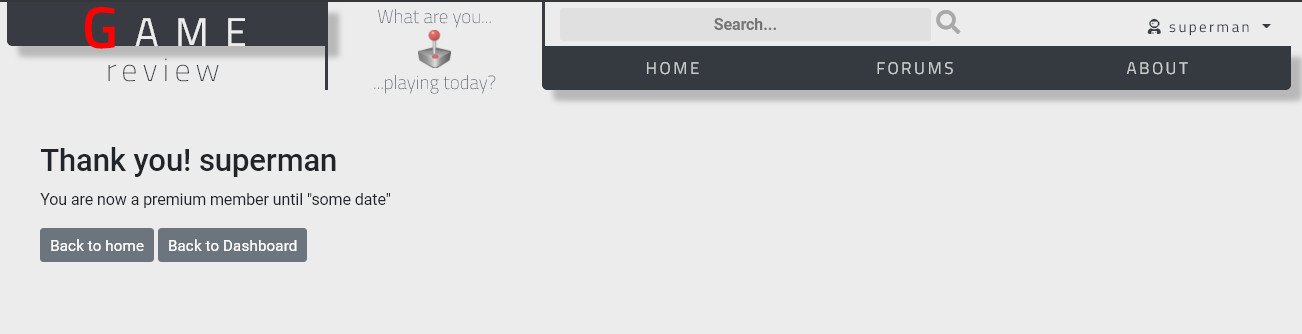 GAME
review
What are you...
...playing today?
Search...
superman
HOME FORUMS ABOUT
Thank you! superman
You are now a premium member until "some date"
Back to home Back to Dashboard